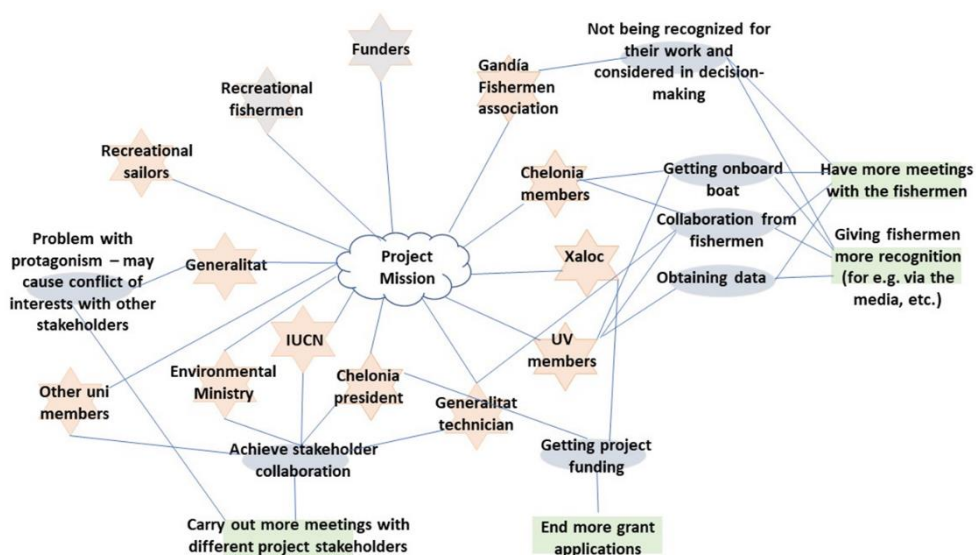 Funders
Recreational
fishermen
Recreational
sailors
Gandía
Fishermen
association
Not being recognized for
their work and
considered in decision-
making
Chelonia
members
Getting onboard
boat
Have more meetings
with the fishermen
Collaboration from
fishermen
Problem with
protagonism – may
cause conflict of
interests with other
stakeholders
Generalitat
Project
Mission
Xaloc
Obtaining data
Giving fishermen
more recognition
(for e.g. via the
media, etc.)
IUCN
UV
members
Other uni
members
Environmental
Ministry
Chelonia
president
Generalitat
technician
Achieve stakeholder
collaboration
Getting project
funding
Carry out more meetings with
different project stakeholders
End more grant
applications